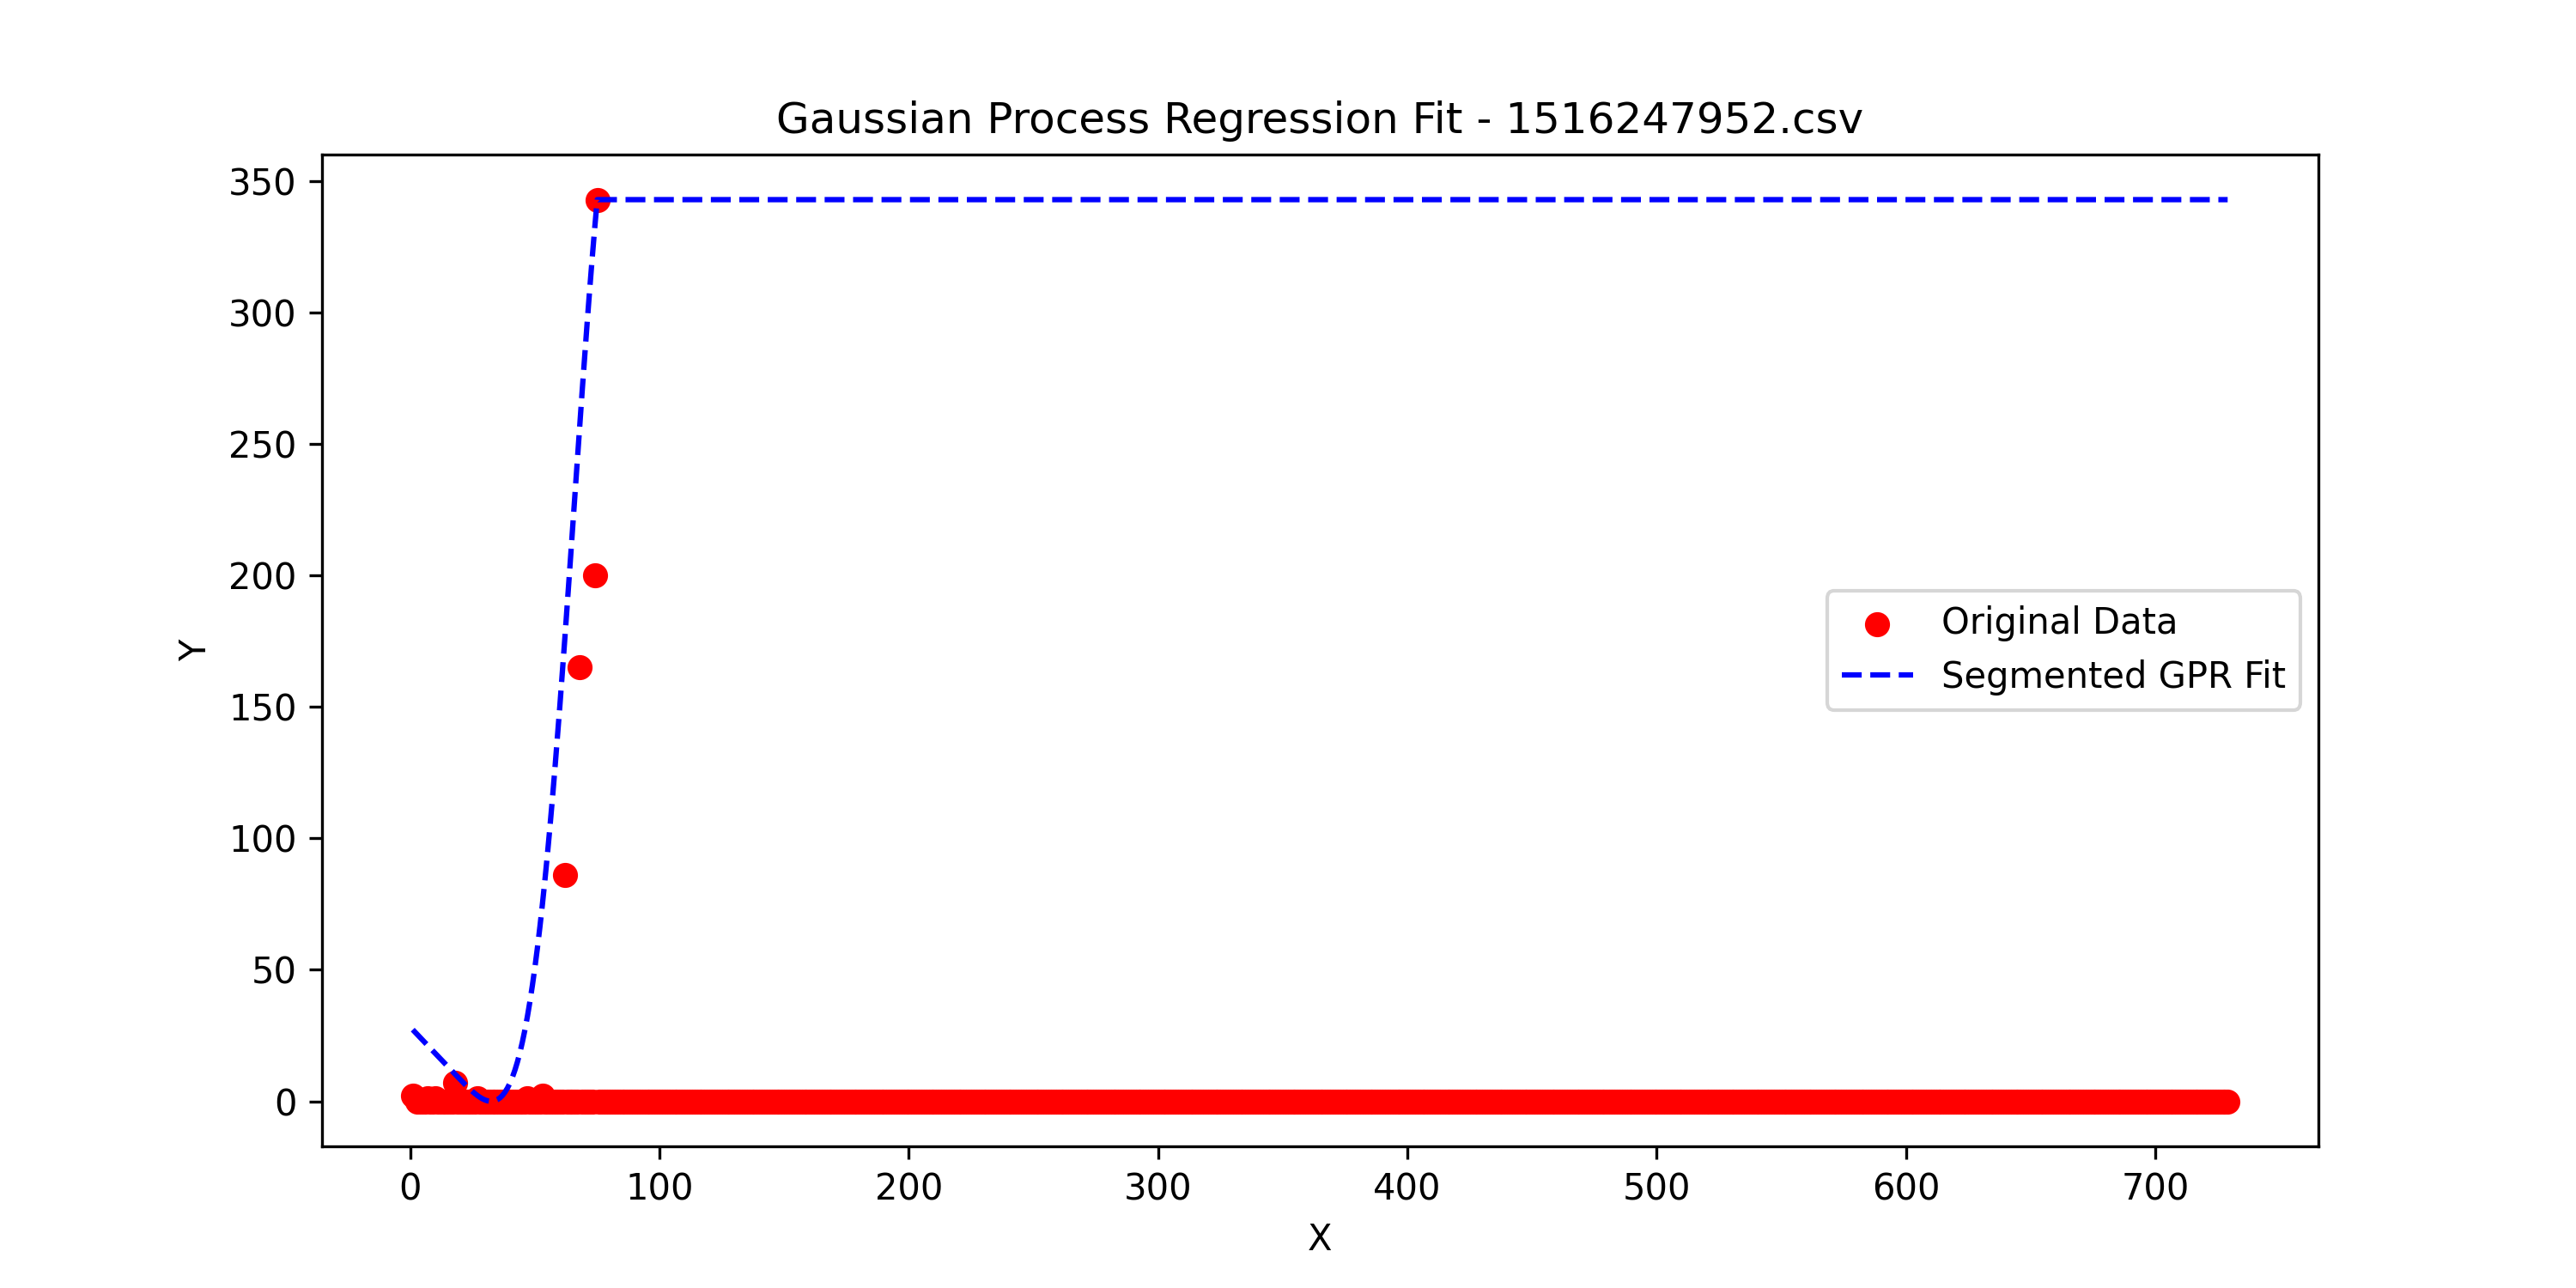 Gaussian Process Regression Fit - 1516247952.csv
350
300
250
200
150
100
50
0
Y
Original Data
Segmented GPR Fit
0 100 200 300 400 500 600 700
X